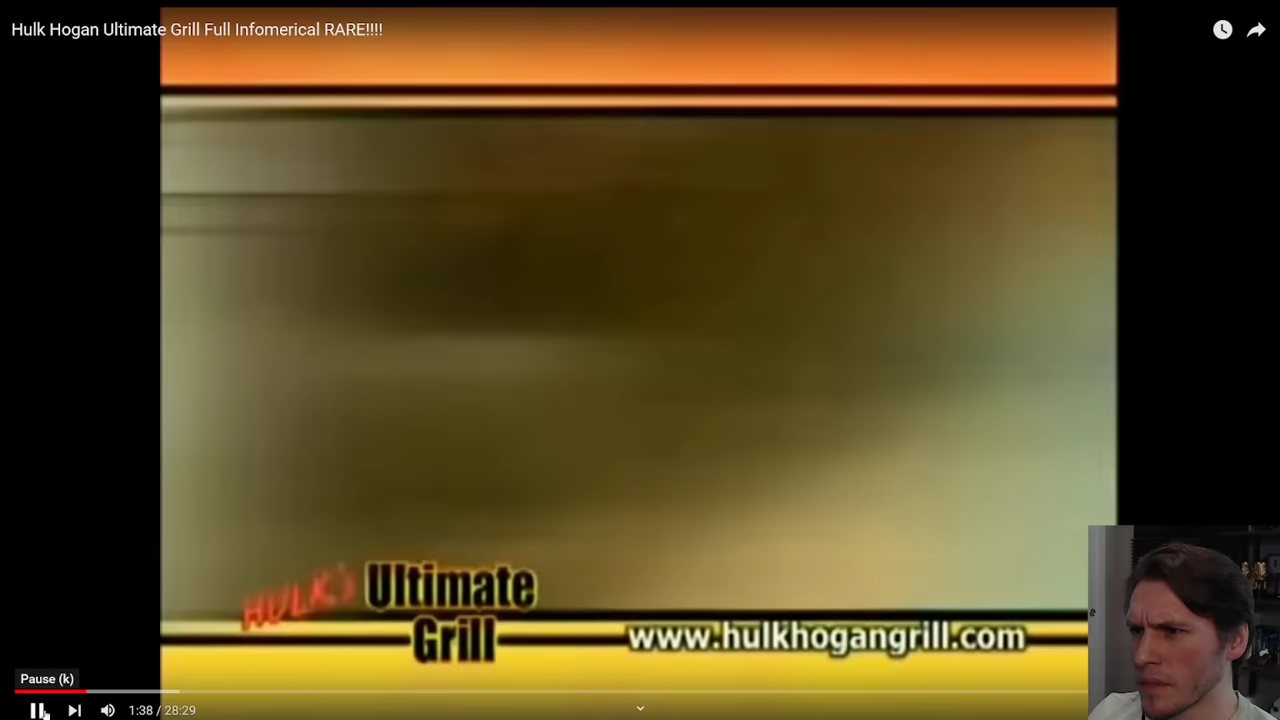 Hulk Hogan Ultimate Grill Full Infomerical RARE!!!!
HULK's Ultimate
Grill
www.hulkhogangrill.com
Pause (k)
1:38 / 28:29